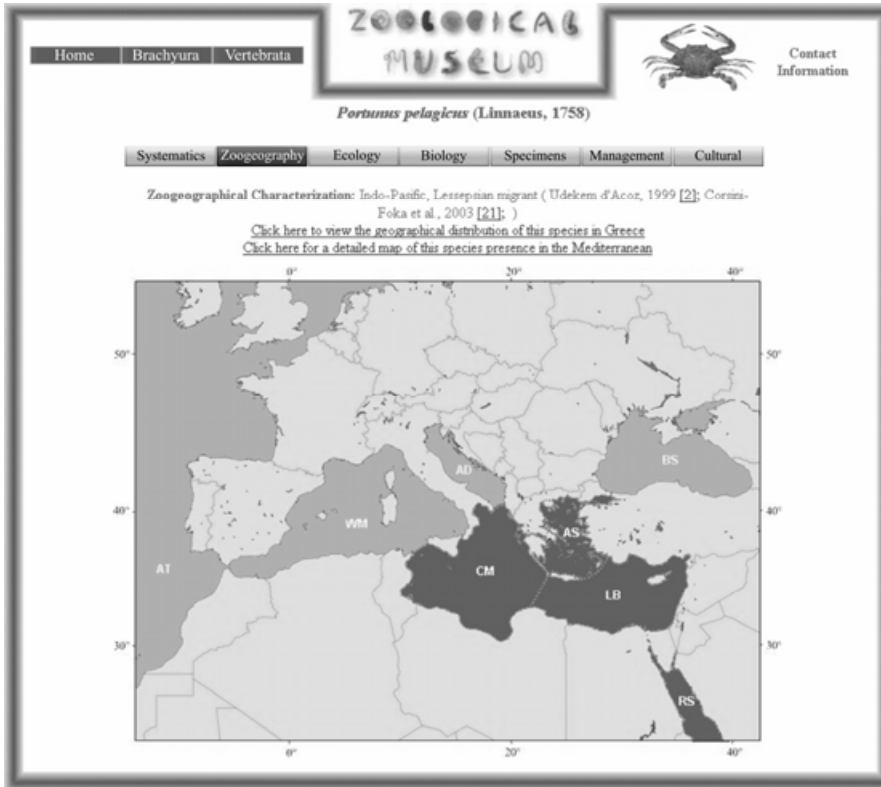 ZOOLOGICAL
MUSEUM
Home Brachyura Vertebrata
Contact
Information
Portunus pelagicus (Linnaeus, 1758)
Systematics Zoogeography Ecology Biology Specimens Management Cultural
Zoogeographical Characterization: Indo-Pasific, Lessepsian migrant ( Udekem d'Acoz, 1999 [2]; Corsini-
Foka et al., 2003 [21]; )
Click here to view the geographical distribution of this species in Greece
Click here for a detailed map of this species presence in the Mediterranean
0° 20° 40°
50° 50°
BS
AD
40° 40°
WM AS
AT CM
LB
30° 30°
RS
0° 20° 40°